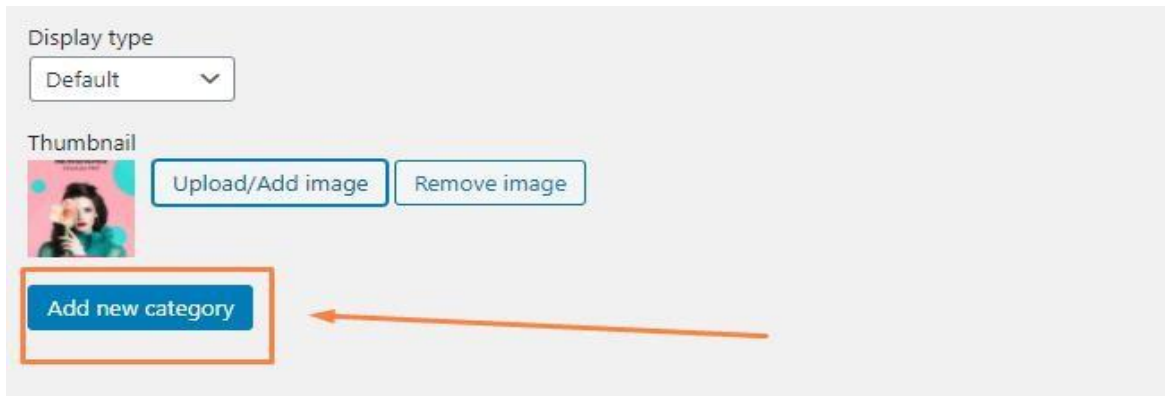 Display type
Default
Thumbnail
Upload/Add image
Remove image
Add new category